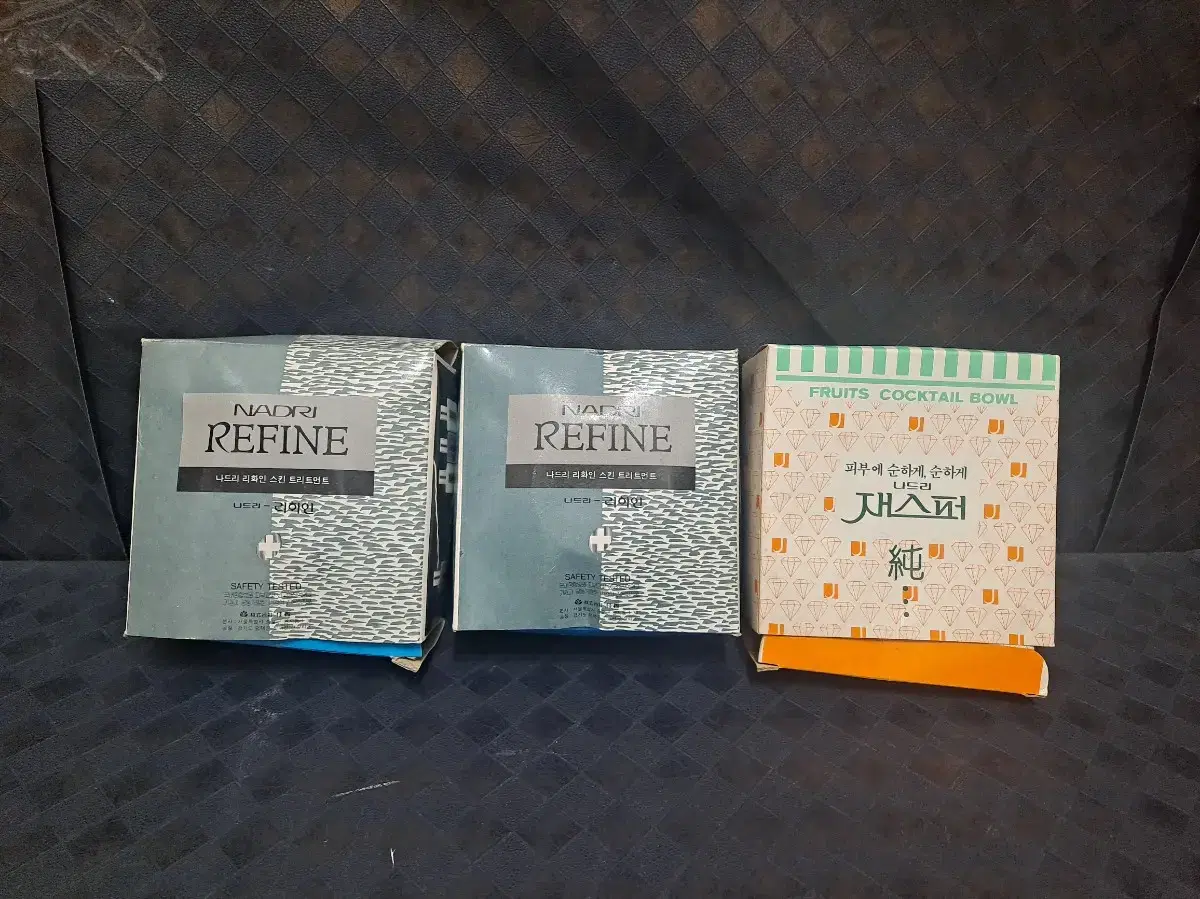 NADRI
REFINE
나드리 리화인 스킨 트리트먼트
나드리-리화인
SAFETY TESTED
NADRI
REFINE
나드리 리화인 스킨 트리트먼트
나드리-리화인
SAFETY TESTED
FRUITS COCKTAIL BOWL
피부에 순하게, 순하게
나드리
재스퍼
純